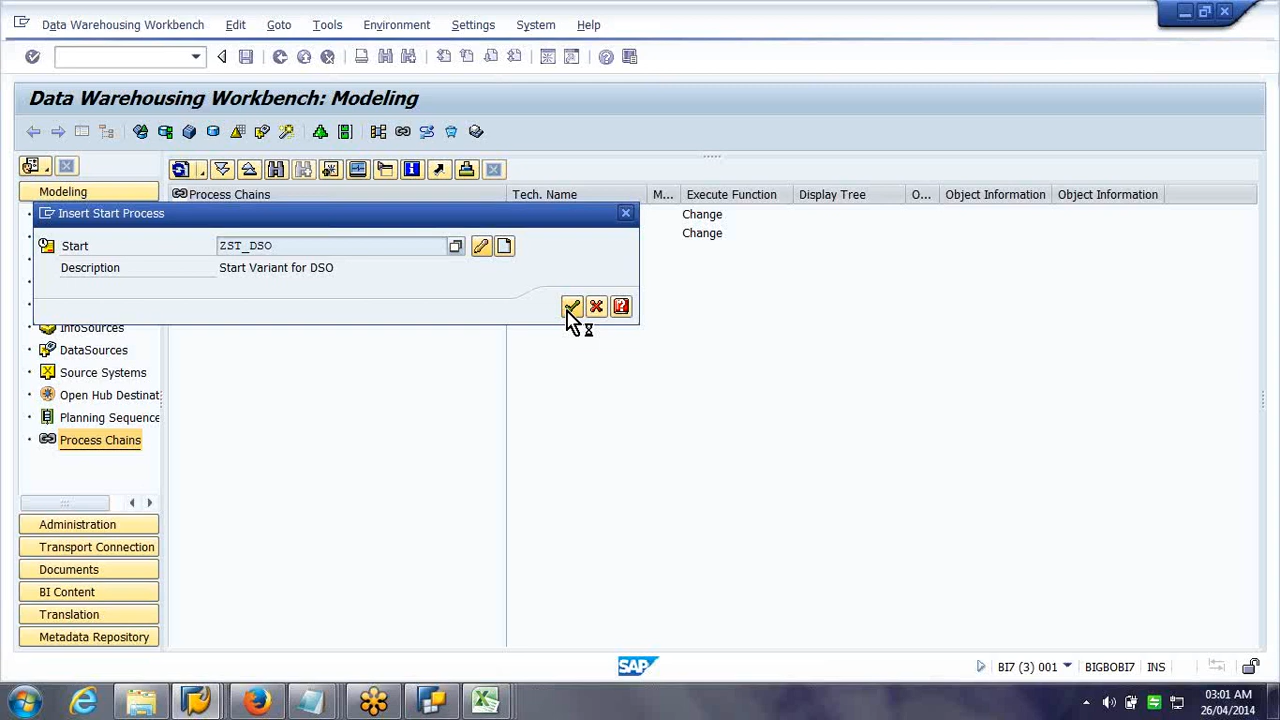 Data Warehousing Workbench Edit Goto Tools Environment Settings System Help
Data Warehousing Workbench: Modeling
Modeling
Process Chains Tech. Name M... Execute Function Display Tree O... Object Information Object Information
Insert Start Process
Change
Change
Start ZST_DSO
Description Start Variant for DSO
InfoSources
DataSources
Source Systems
Open Hub Destinat
Planning Sequence
Process Chains
Administration
Transport Connection
Documents
BI Content
Translation
Metadata Repository
SAP
BI7 (3) 001 BIGBOBI7 INS
03:01 AM
26/04/2014